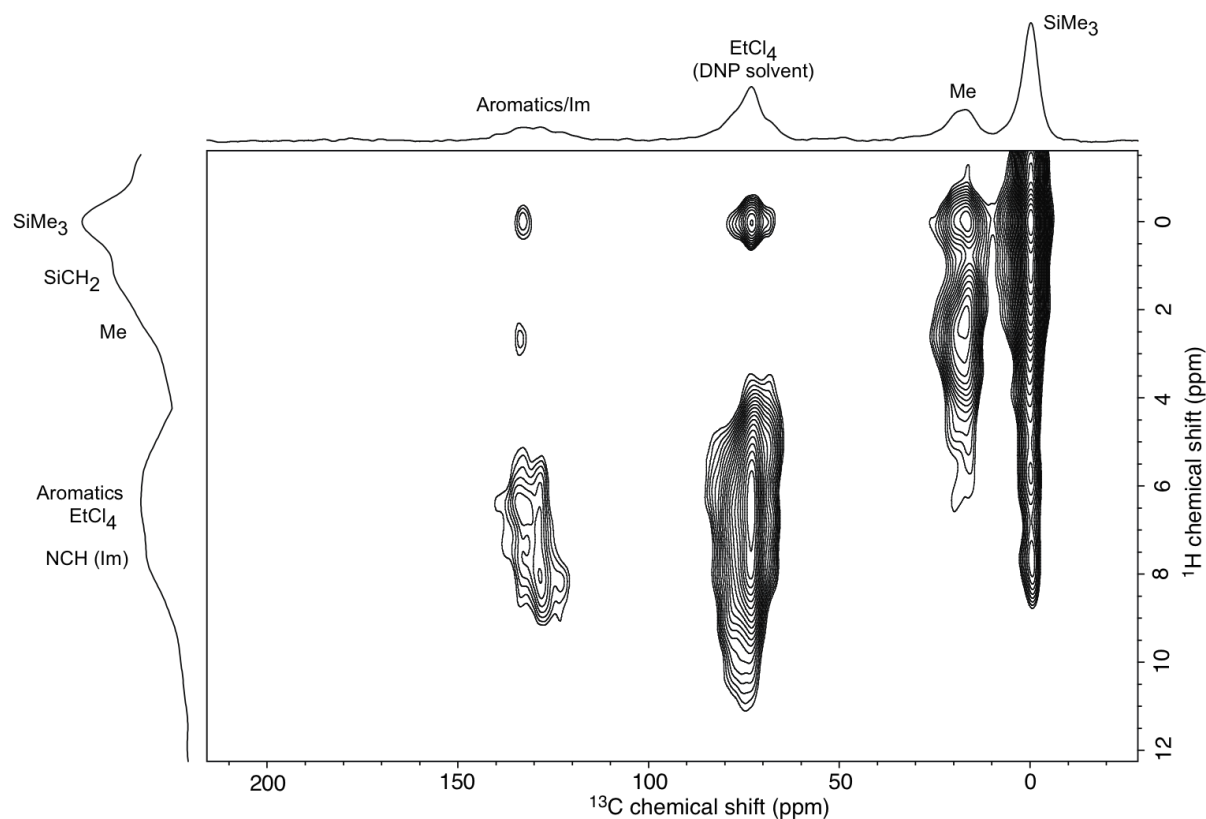 SiMe3
EtCl4
(DNP solvent)
Me
Aromatics/Im
SiMe3
SiCH2
Me
Aromatics
EtCl4
NCH (Im)
0
2
4
6
8
10
12
1H chemical shift (ppm)
200
150
100
50
0
13C chemical shift (ppm)